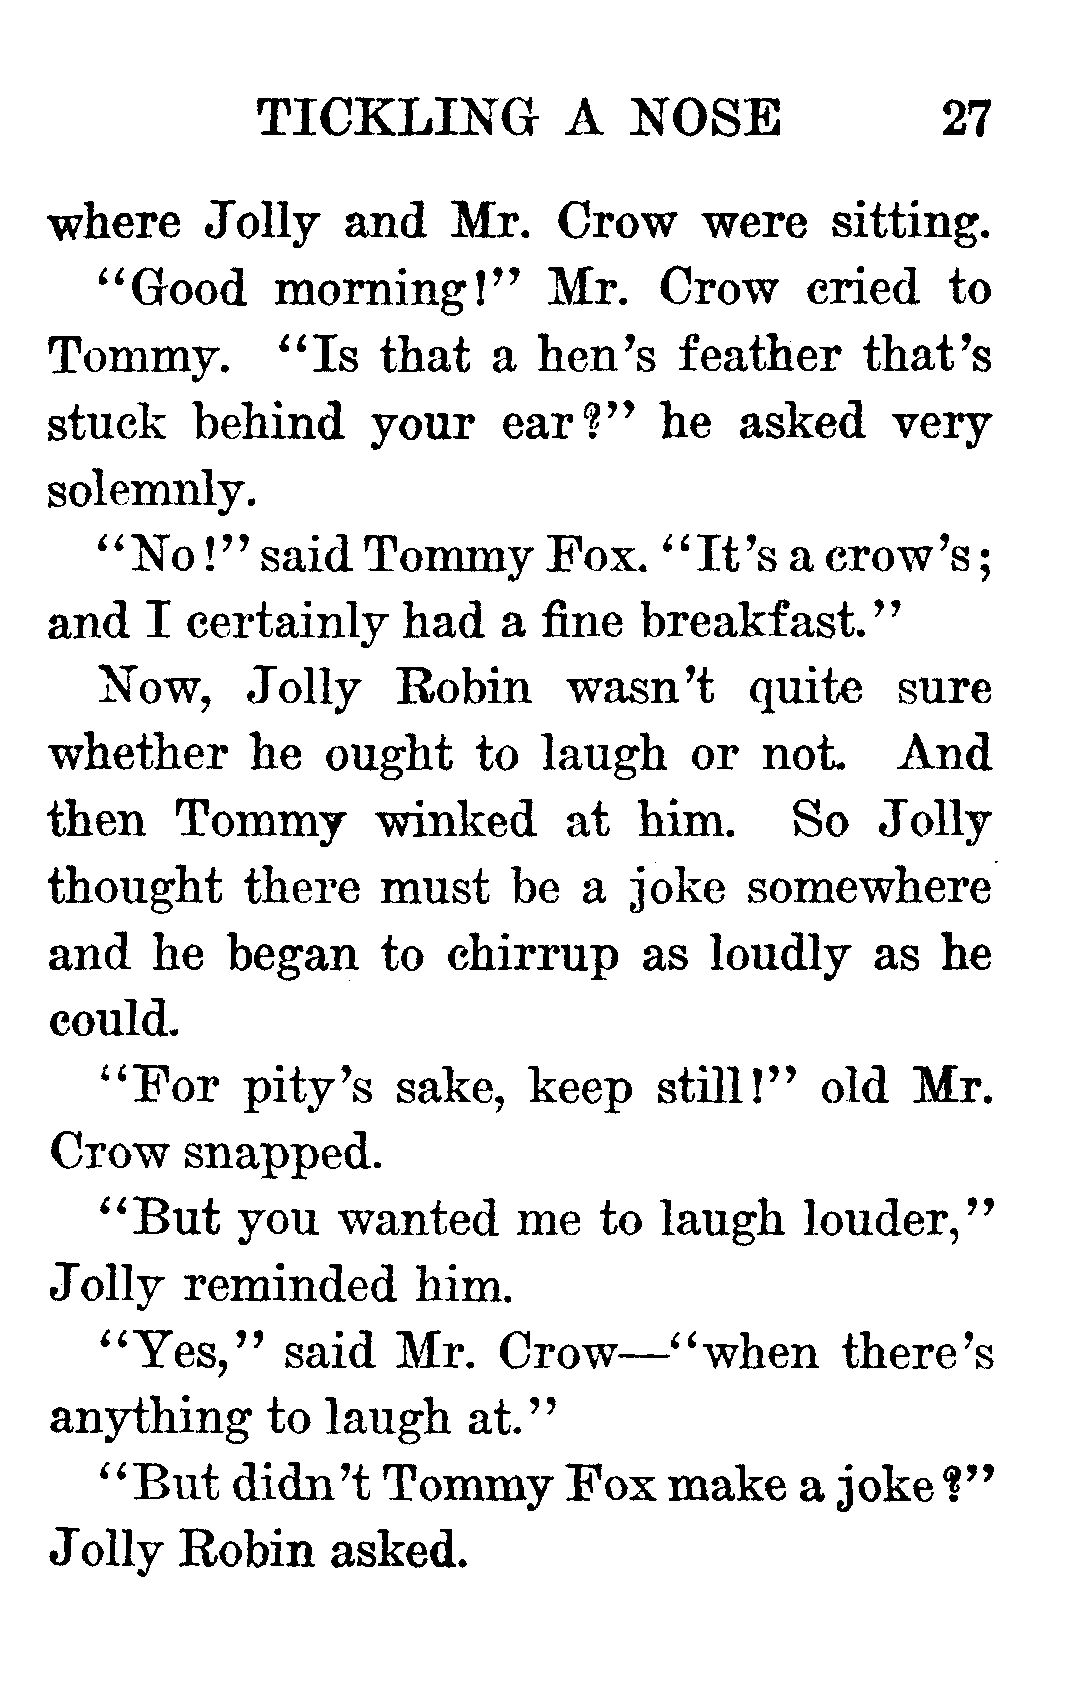 TICKLING A NOSE 27
where Jolly and Mr. Crow were sitting.
“Good morning!” Mr. Crow cried to
Tommy. “Is that a hen’s feather that’s
stuck behind your ear?” he asked very
solemnly.
“No!” said Tommy Fox. “It’s a crow’s;
and I certainly had a fine breakfast.”
Now, Jolly Robin wasn’t quite sure
whether he ought to laugh or not. And
then Tommy winked at him. So Jolly
thought there must be a joke somewhere
and he began to chirrup as loudly as he
could.
“For pity’s sake, keep still!” old Mr.
Crow snapped.
“But you wanted me to laugh louder,”
Jolly reminded him.
“Yes,” said Mr. Crow—“when there’s
anything to laugh at.”
“But didn’t Tommy Fox make a joke?”
Jolly Robin asked.